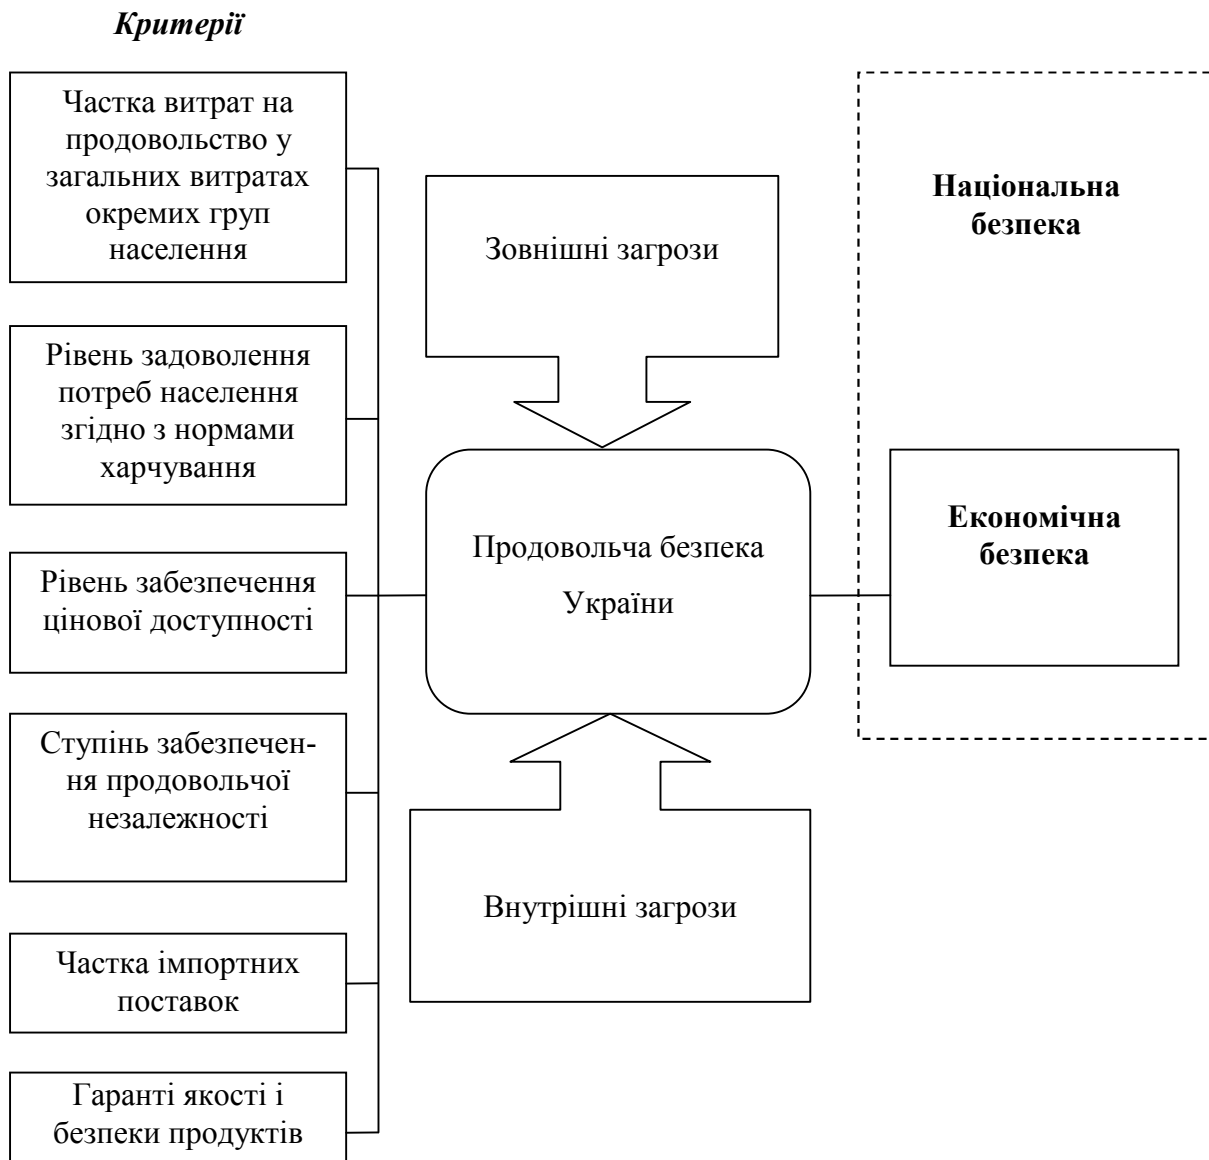 Критерії
Частка витрат на
продовольство у
загальних витратах
окремих груп
населення
Рівень задоволення
потреб населення
згідно з нормами
харчування
Рівень забезпечення
цінової доступності
Ступінь забезпечен-
ня продовольчої
незалежності
Частка імпортних
поставок
Гаранті якості і
безпеки продуктів
Зовнішні загрози
Продовольча безпека
України
Внутрішні загрози
Національна
безпека
Економічна
безпека